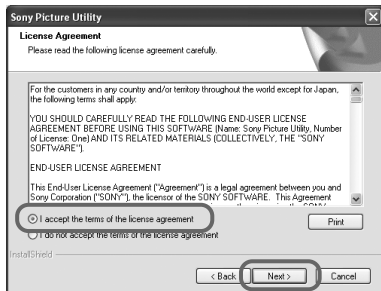 Sony Picture Utility
License Agreement
Please read the following license agreement carefully.
For the customers in any country and/or territory throughout the world except for Japan,
the following terms shall apply:
YOU SHOULD CAREFULLY READ THE FOLLOWING END-USER LICENSE
AGREEMENT BEFORE USING THIS SOFTWARE (Name: Sony Picture Utility, Number
of License: One) AND ITS RELATED MATERIALS (COLLECTIVELY, THE "SONY
SOFTWARE").
END-USER LICENSE AGREEMENT
This End-User License Agreement ("Agreement") is a legal agreement between you and
Sony Corporation ("SONY"), the licensor of the SONY SOFTWARE. This Agreement
I accept the terms of the license agreement
Print
I do not accept the terms of the license agreement
InstallShield
< Back
Next >
Cancel